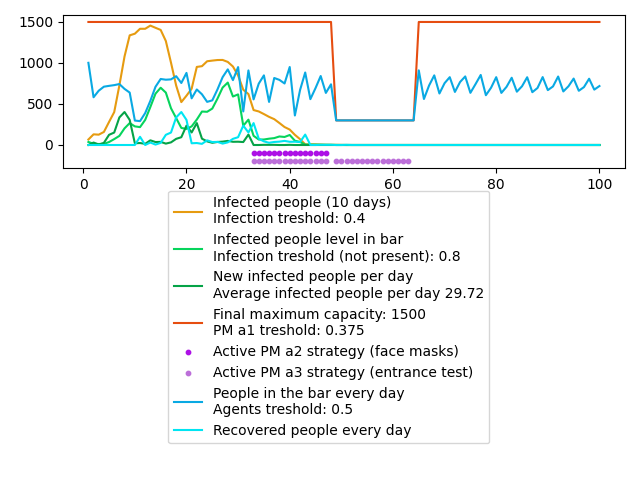 1500
1000
500
0
0 20 40 60 80 100
Infected people (10 days)
Infection treshold: 0.4
Infected people level in bar
Infection treshold (not present): 0.8
New infected people per day
Average infected people per day 29.72
Final maximum capacity: 1500
PM a1 treshold: 0.375
Active PM a2 strategy (face masks)
Active PM a3 strategy (entrance test)
People in the bar every day
Agents treshold: 0.5
Recovered people every day